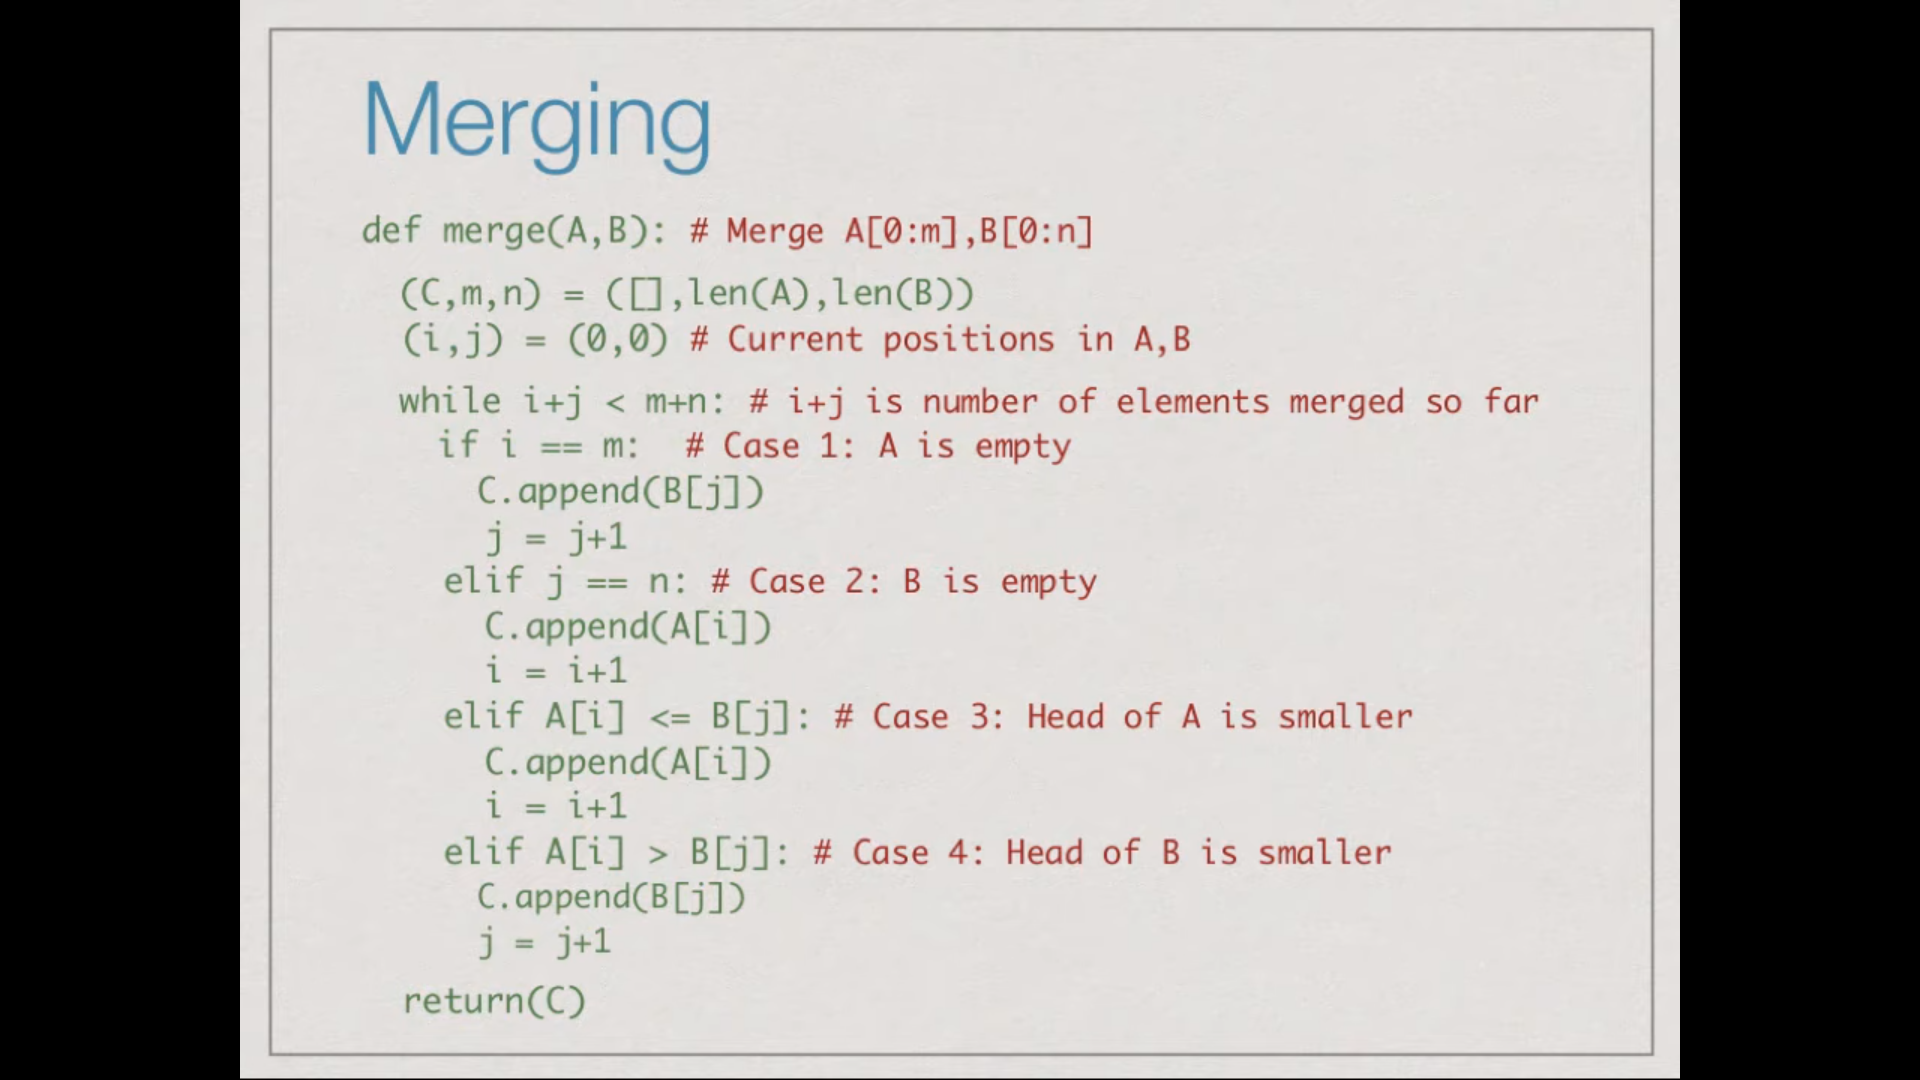 Merging
def merge(A,B): # Merge A[0:m],B[0:n]
(C,m,n) = ([],len(A),len(B))
(i,j) = (0,0) # Current positions in A,B
while i+j < m+n: # i+j is number of elements merged so far
if i == m: # Case 1: A is empty
C.append(B[j])
j = j+1
elif j == n: # Case 2: B is empty
C.append(A[i])
i = i+1
elif A[i] <= B[j]: # Case 3: Head of A is smaller
C.append(A[i])
i = i+1
elif A[i] > B[j]: # Case 4: Head of B is smaller
C.append(B[j])
j = j+1
return(C)